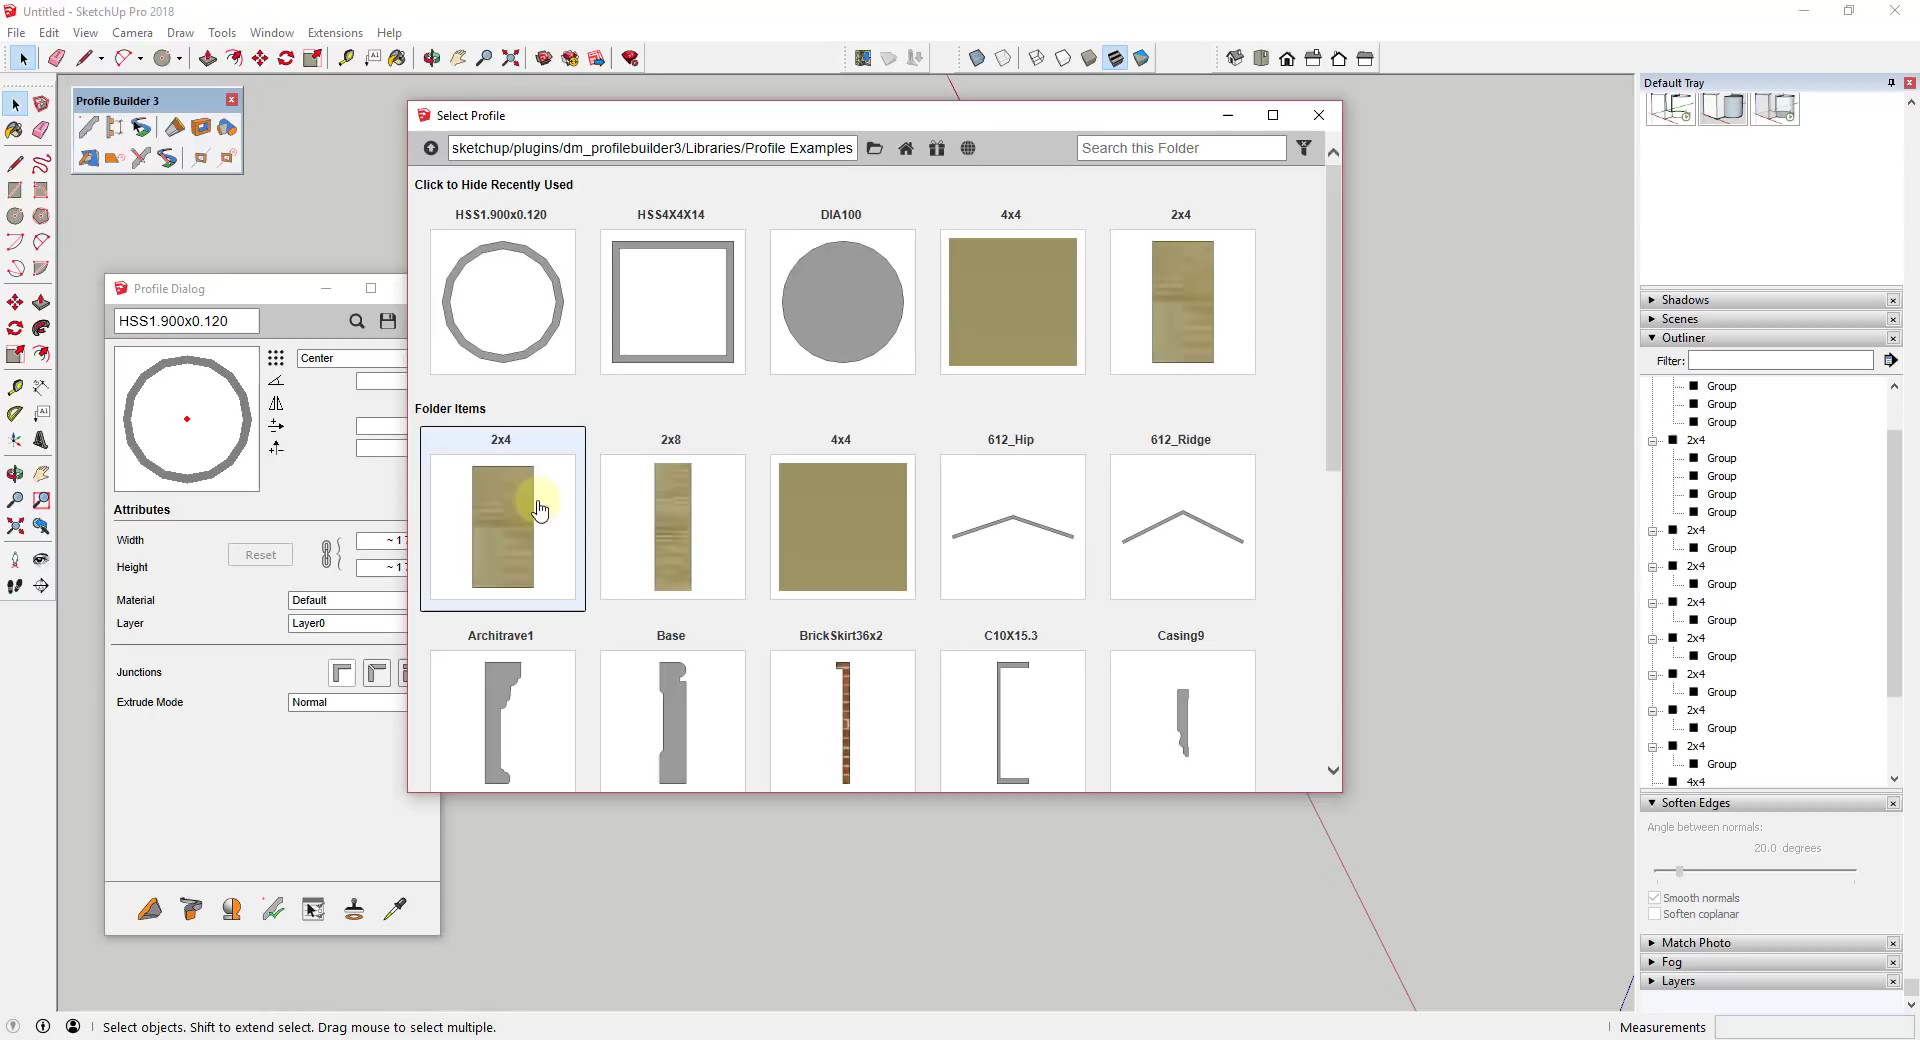 Untitled - SketchUp Pro 2018
File Edit View Camera Draw Tools Window Extensions Help
Profile Builder 3
Select Profile
sketchup/plugins/dm_profilebuilder3/Libraries/Profile Examples
Search this Folder
Click to Hide Recently Used
HSS1.900x0.120 HSS4X4X14 DIA100 4x4 2x4
Folder Items
2x4 2x8 4x4 612_Hip 612_Ridge
Architrave1 Base BrickSkirt36x2 C10X15.3 Casing9
Profile Dialog
HSS1.900x0.120
Center
Attributes
Width
~ 1
Reset
Height
~ 1
Material
Default
Layer
Layer0
Junctions
Extrude Mode
Normal
Default Tray
Shadows
Scenes
Outliner
Filter:
Group
Group
Group
2x4
Group
Group
Group
Group
2x4
Group
2x4
Group
2x4
Group
2x4
Group
2x4
Group
2x4
Group
2x4
Group
4x4
Soften Edges
Angle between normals:
20.0 degrees
Smooth normals
Soften coplanar
Match Photo
Fog
Layers
Select objects. Shift to extend select. Drag mouse to select multiple.
Measurements